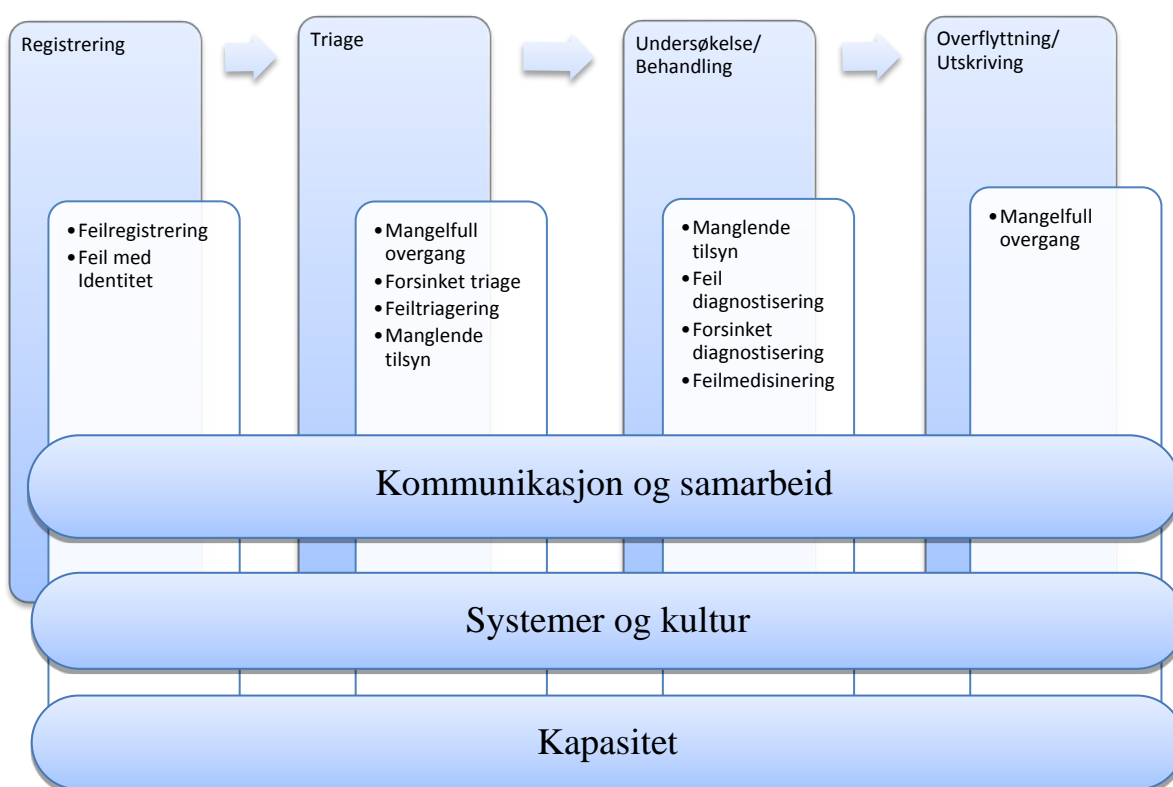 Registrering
Triage
Undersøkelse/
Behandling
Overflyttning/
Utskriving
•Feilregistrering
•Feil med
Identitet
•Mangelfull
overgang
•Forsinket triage
•Feiltriagering
•Manglende
tilsyn
•Manglende
tilsyn
•Feil
diagnostisering
•Forsinket
diagnostisering
•Feilmedisinering
•Mangelfull
overgang
Kommunikasjon og samarbeid
Systemer og kultur
Kapasitet